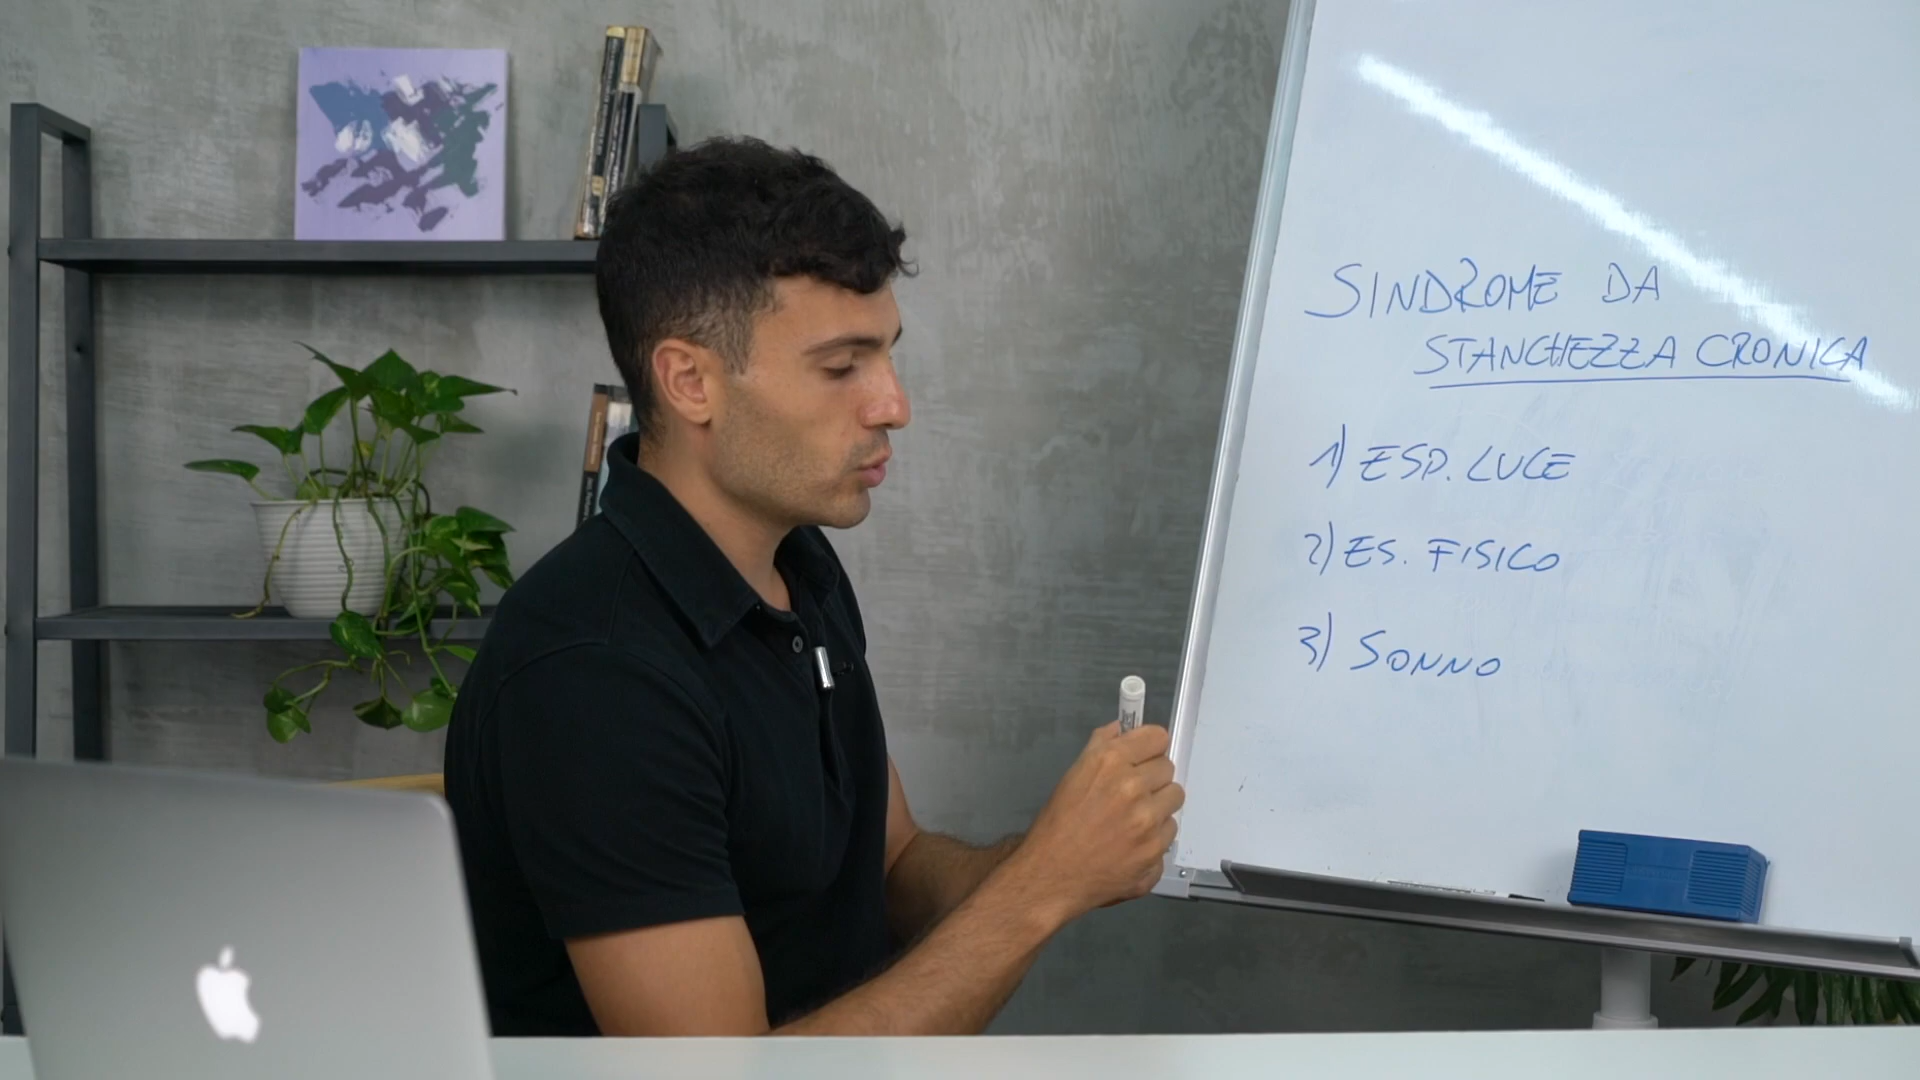 SINDROME DA
STANCHEZZA CRONICA
1) ESP. LUCE
2) ES. FISICO
3) SONNO